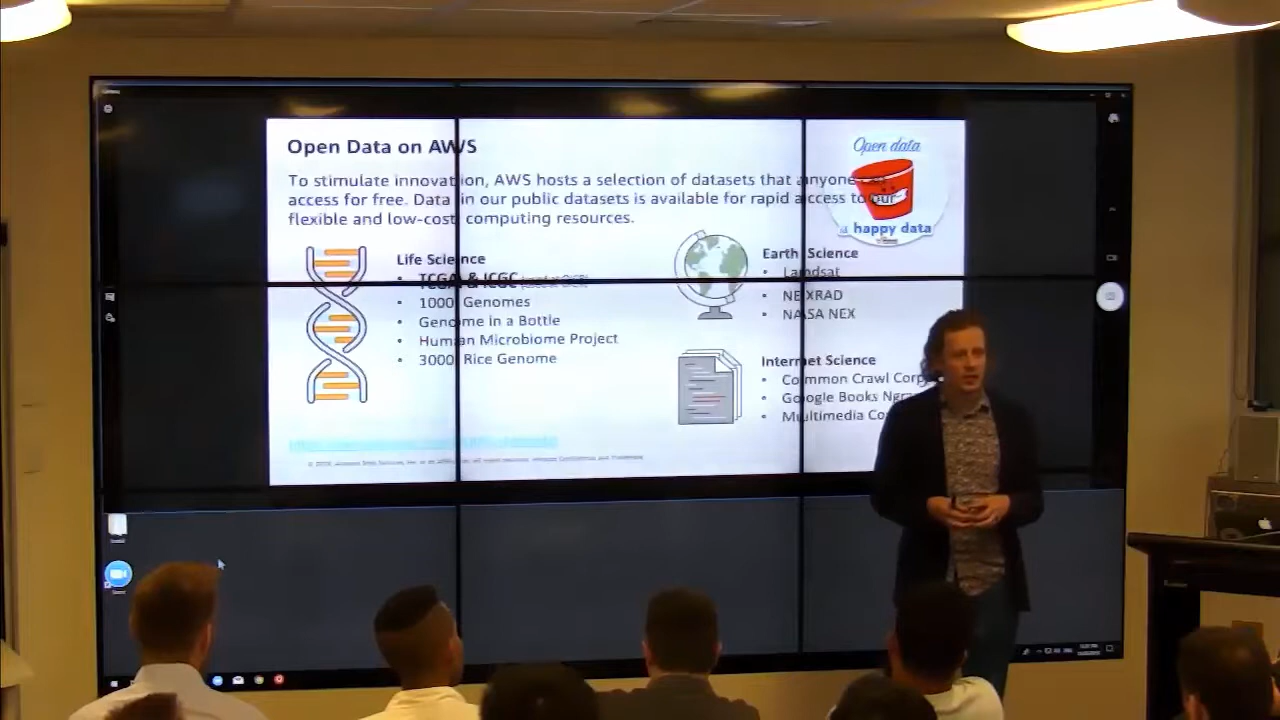 Open Data on AWS
To stimulate innovation, AWS hosts a selection of datasets that anyone can
access for free. Data in our public datasets is available for rapid access to our
flexible and low-cost computing resources.
Open data
is happy data
Life Science
• TCGA & ICGC
• 1000 Genomes
• Genome in a Bottle
• Human Microbiome Project
• 3000 Rice Genome
Earth Science
• Landsat
• NEXRAD
• NASA NEX
Internet Science
• Common Crawl Corp
• Google Books Ngra
• Multimedia Co